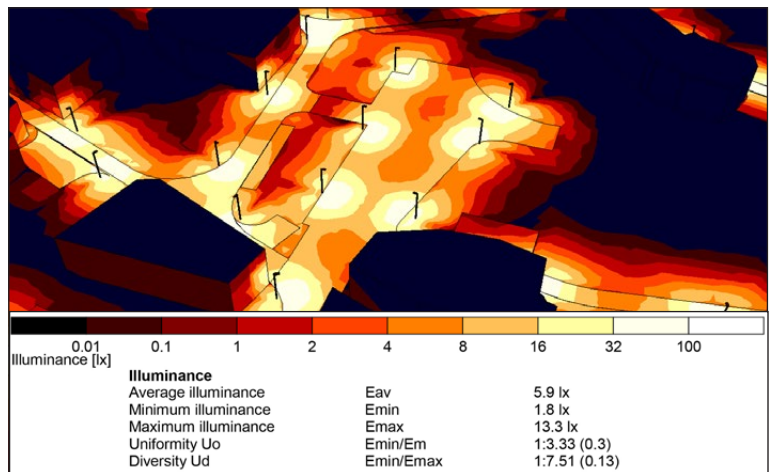 0.01 0.1 1 2 4 8 16 32 100
Illuminance [lx]
Illuminance
Average illuminance Eav 5.9 lx
Minimum illuminance Emin 1.8 lx
Maximum illuminance Emax 13.3 lx
Uniformity Uo Emin/Em 1:3.33 (0.3)
Diversity Ud Emin/Emax 1:7.51 (0.13)